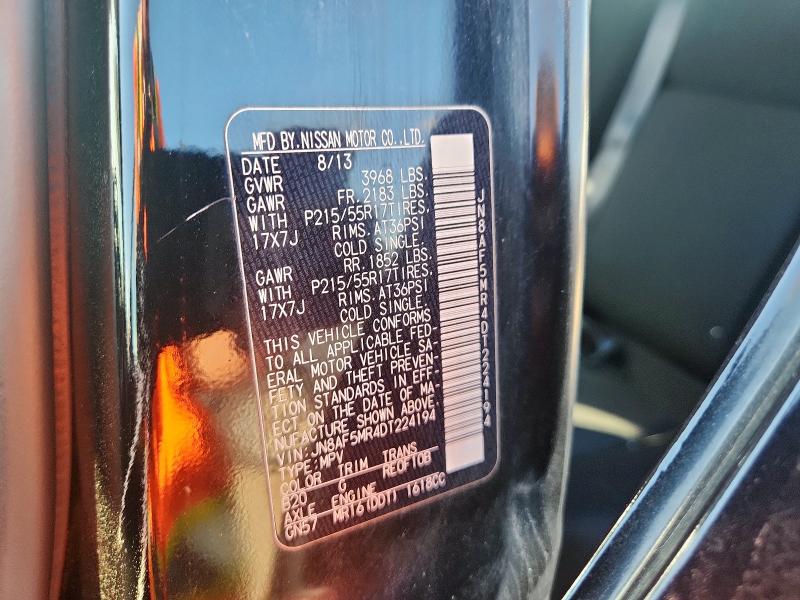 MFD BY.NISSAN MOTOR CO.,LTD.
DATE 8/13
GVWR 3968 LBS.
GAWR FR. 2183 LBS.
WITH P215/55R17TIRES.
17X7J RIMS. AT36PSI
COLD SINGLE.
GAWR RR. 1852 LBS.
WITH P215/55R17TIRES.
17X7J RIMS. AT36PSI
COLD SINGLE.
THIS VEHICLE CONFORMS
TO ALL APPLICABLE FED-
ERAL MOTOR VEHICLE SA-
FETY AND THEFT PREVEN-
TION STANDARDS IN EFF-
ECT ON THE DATE OF MA-
NUFACTURE SHOWN ABOVE.
VIN: JN8AF5MR4DT224194
TYPE: MPV
COLOR TRIM TRANS
B20 G RE0F10B
AXLE ENGINE
GN57 MR16(DDT) 1618CC
JN8AF5MR4DT224194